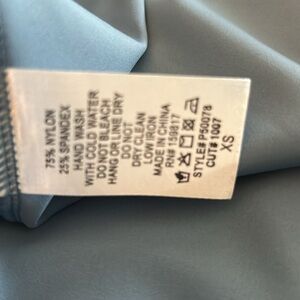 75% NYLON
25% SPANDEX
HAND WASH
WITH COLD WATER
DO NOT BLEACH
HANG OR LINE DRY
DO NOT
DRY CLEAN
LOW IRON
MADE IN CHINA
RN# 159817
STYLE# P50078
CUT# 1007
XS